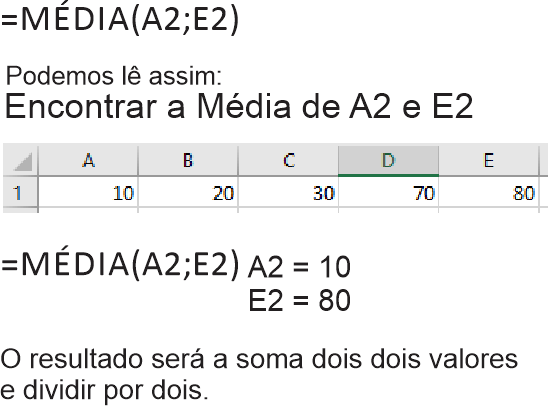 =MÉDIA(A2;E2)
Podemos lê assim:
Encontrar a Média de A2 e E2
A B C D E
1 10 20 30 70 80
=MÉDIA(A2;E2) A2 = 10
E2 = 80
O resultado será a soma dois dois valores
e dividir por dois.